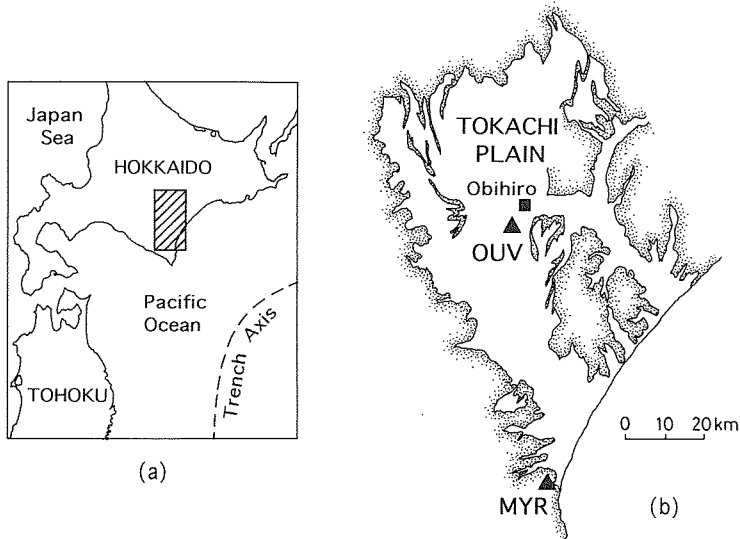 Japan
Sea
HOKKAIDO
Pacific
Ocean
Trench Axis
TOHOKU
(a)
TOKACHI
PLAIN
Obihiro
OUV
0 10 20 km
MYR
(b)